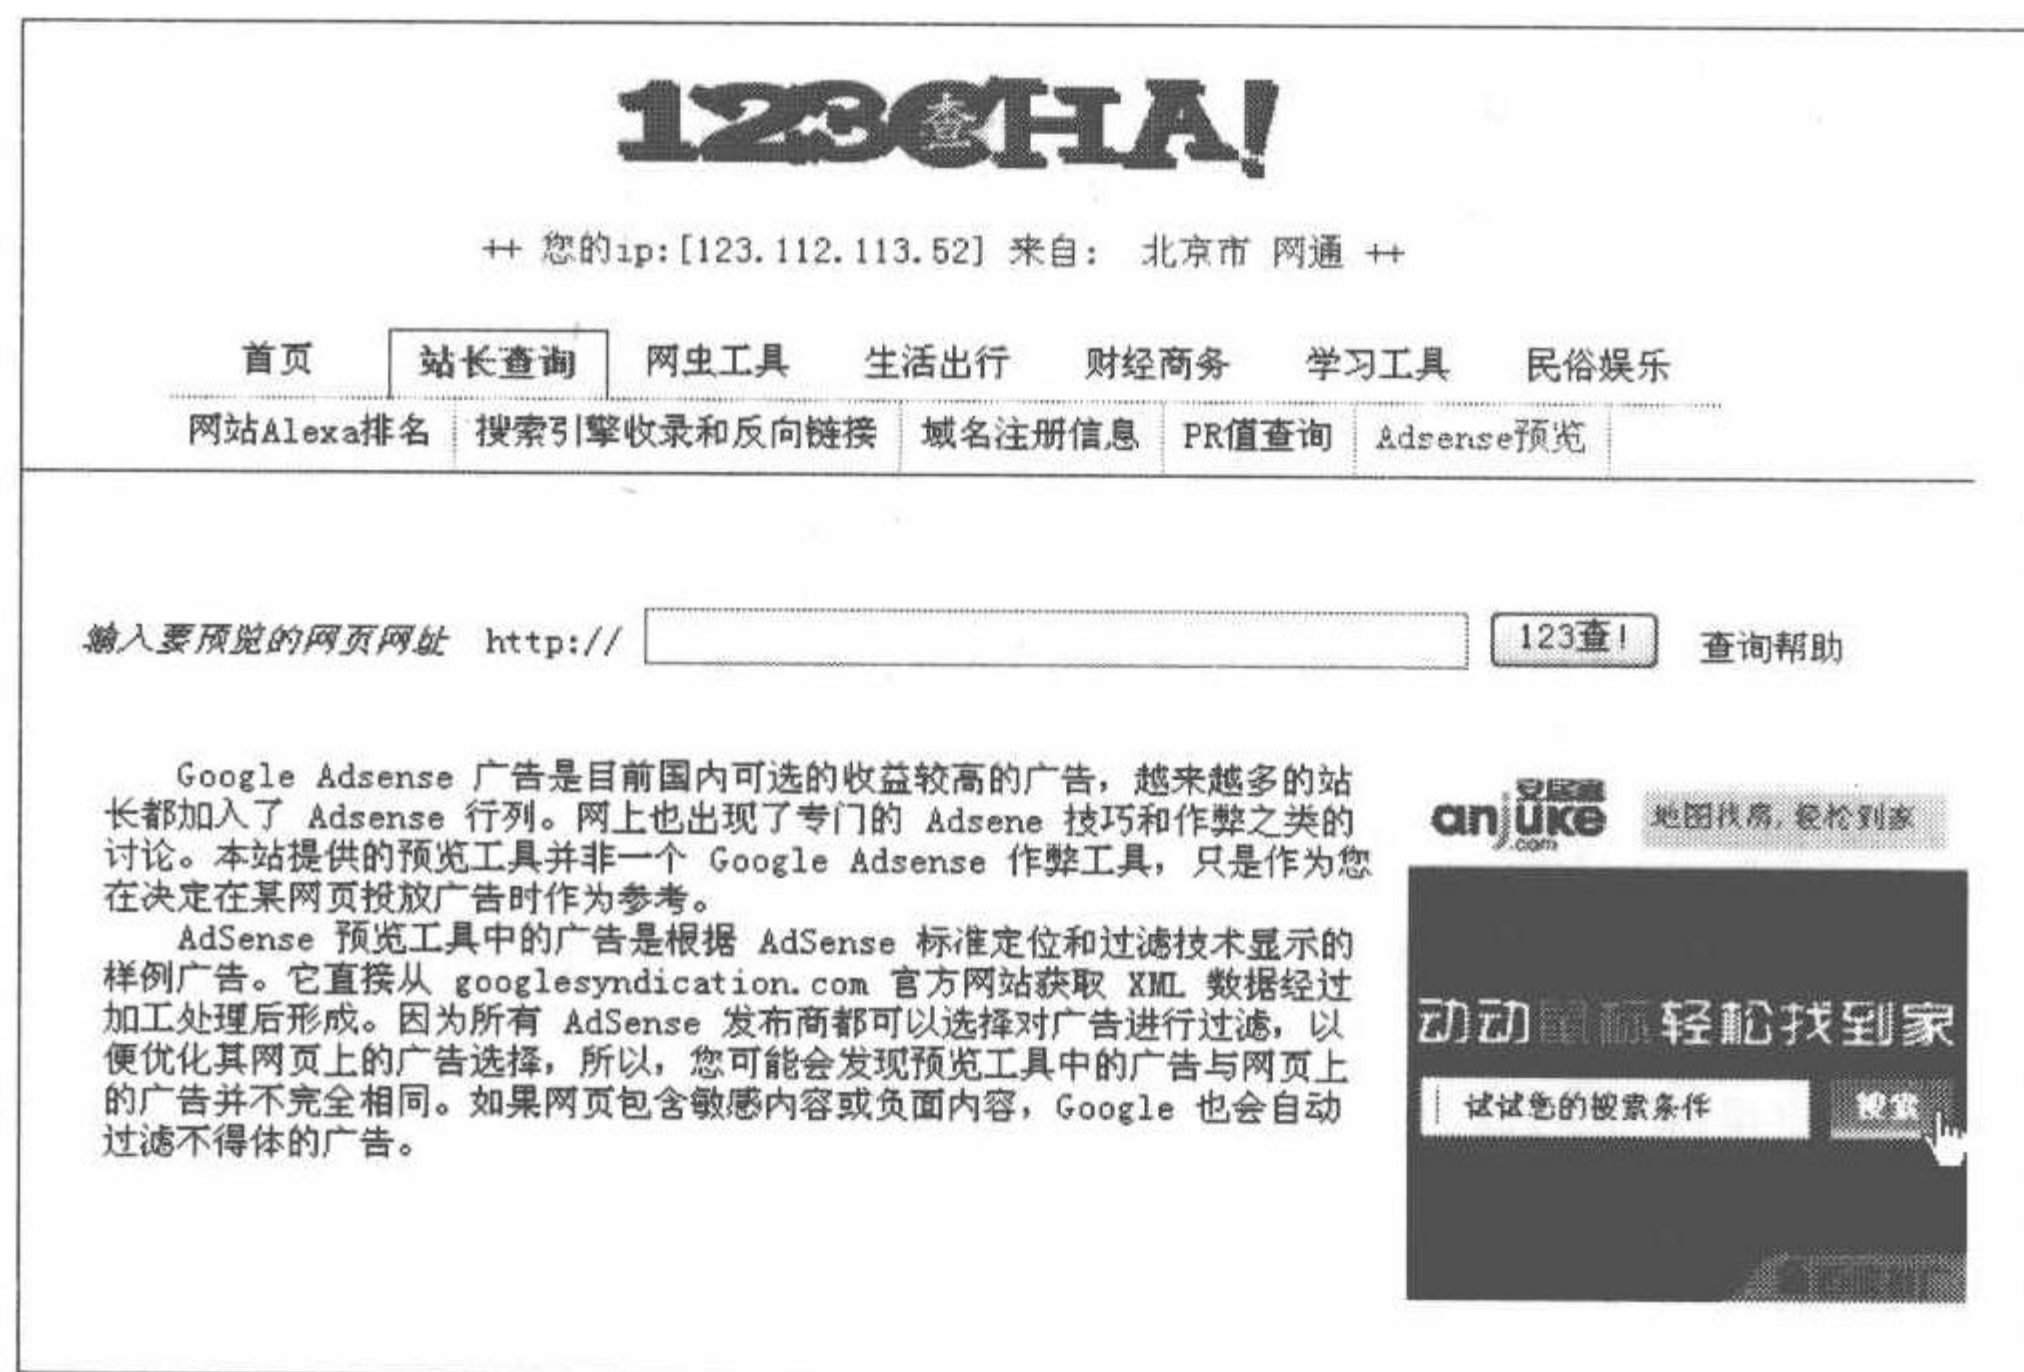 123CHA!
查
++ 您的ip:[123.112.113.52] 来自: 北京市 网通 ++
首页 站长查询 网虫工具 生活出行 财经商务 学习工具 民俗娱乐
网站Alexa排名 搜索引擎收录和反向链接 域名注册信息 PR值查询 Adsense预览
输入要预览的网页网址 http:// 123查! 查询帮助
Google Adsense 广告是目前国内可选的收益较高的广告，越来越多的站
长都加入了 Adsense 行列。网上也出现了专门的 Adsene 技巧和作弊之类的
讨论。本站提供的预览工具并非一个 Google Adsense 作弊工具，只是作为您
在决定在某网页投放广告时作为参考。
AdSense 预览工具中的广告是根据 AdSense 标准定位和过滤技术显示的
样例广告。它直接从 googlesyndication.com 官方网站获取 XML 数据经过
加工处理后形成。因为所有 AdSense 发布商都可以选择对广告进行过滤，以
便优化其网页上的广告选择，所以，您可能会发现预览工具中的广告与网页上
的广告并不完全相同。如果网页包含敏感内容或负面内容，Google 也会自动
过滤不得体的广告。
安居客
anjuke
.com
地图找房，轻松到家
动动鼠标轻松找到家
试试您的搜索条件 搜索